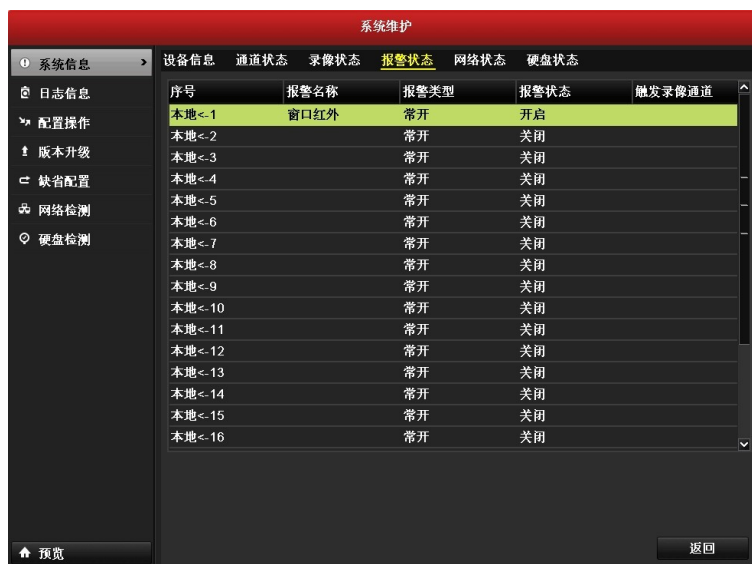 系统维护
系统信息
日志信息
配置操作
版本升级
缺省配置
网络检测
硬盘检测
预览
设备信息 通道状态 录像状态 报警状态 网络状态 硬盘状态
序号 报警名称 报警类型 报警状态 触发录像通道
本地<-1 窗口红外 常开 开启
本地<-2 常开 关闭
本地<-3 常开 关闭
本地<-4 常开 关闭
本地<-5 常开 关闭
本地<-6 常开 关闭
本地<-7 常开 关闭
本地<-8 常开 关闭
本地<-9 常开 关闭
本地<-10 常开 关闭
本地<-11 常开 关闭
本地<-12 常开 关闭
本地<-13 常开 关闭
本地<-14 常开 关闭
本地<-15 常开 关闭
本地<-16 常开 关闭
返回